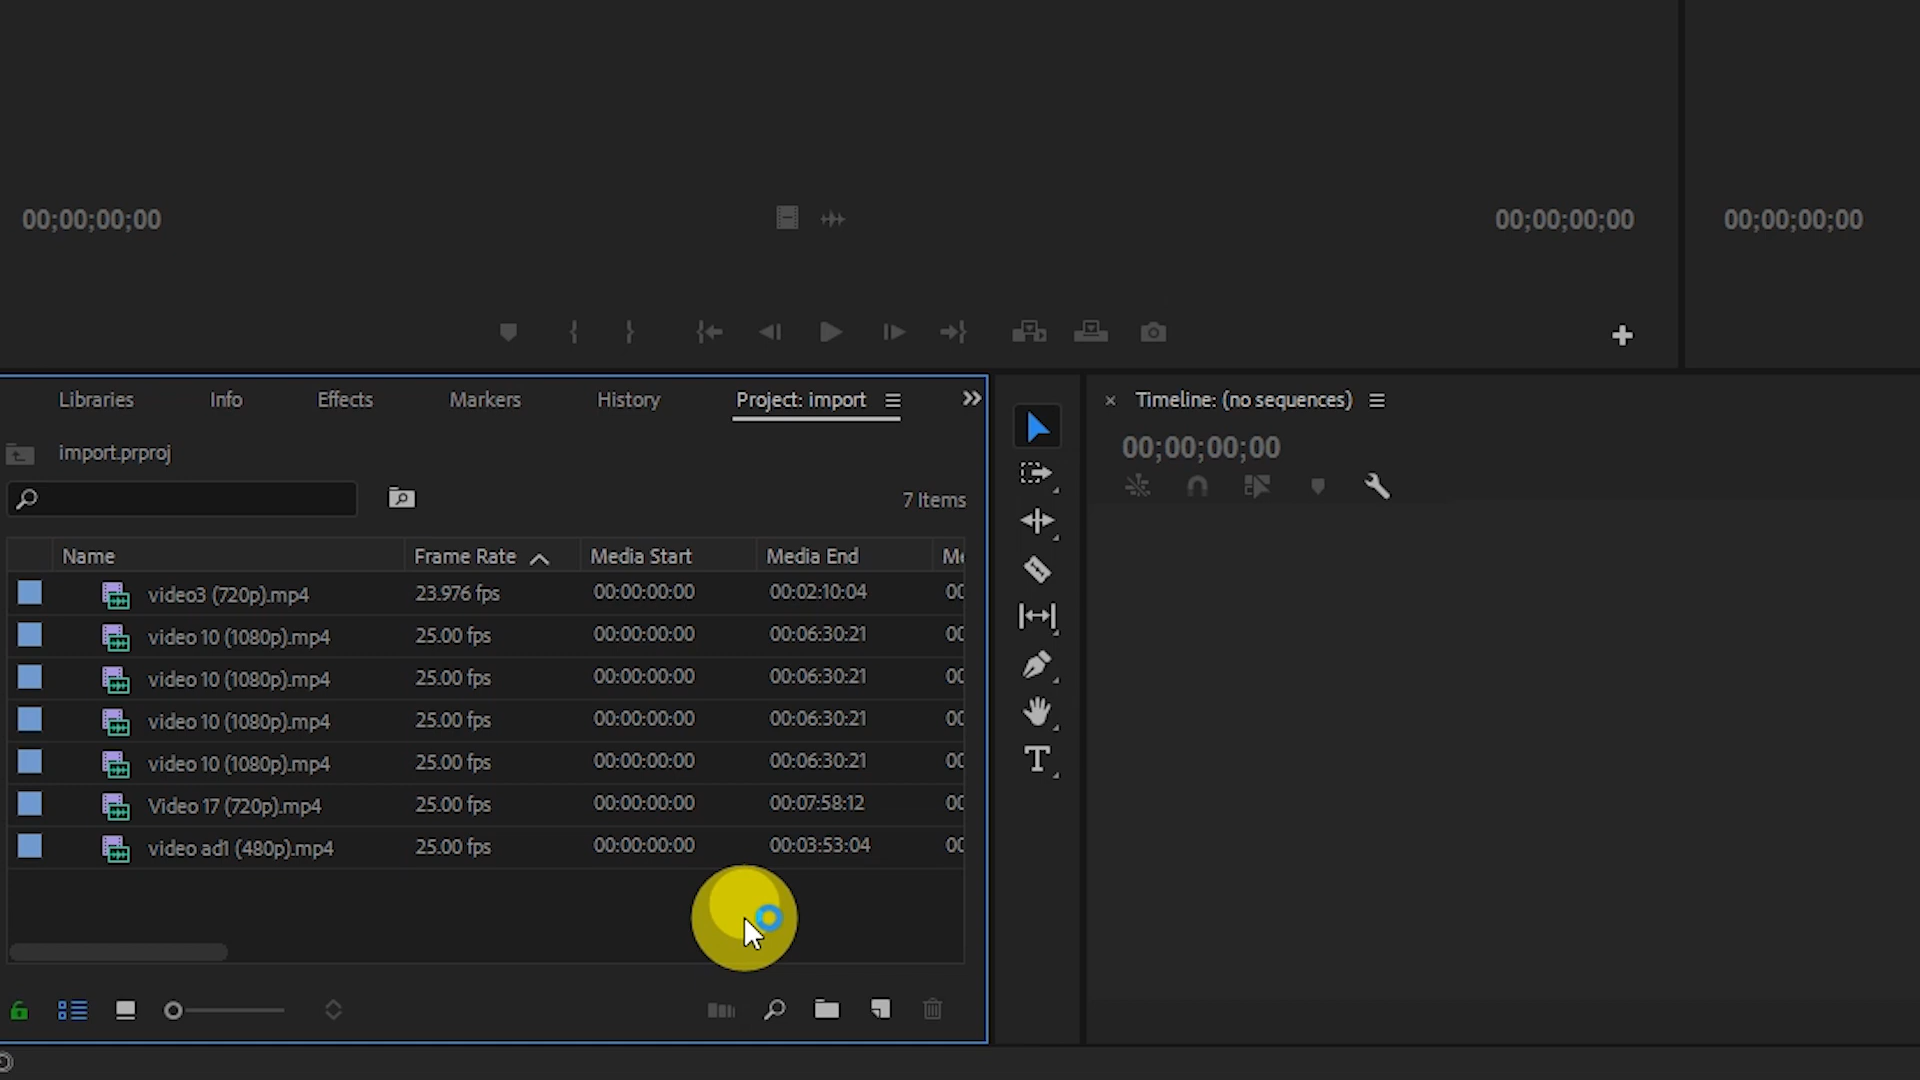 00;00;00;00
00;00;00;00
00;00;00;00
Libraries
Info
Effects
Markers
History
Project: import
Timeline: (no sequences)
00;00;00;00
import.prproj
7 Items
Name Frame Rate Media Start Media End
video3 (720p).mp4 23.976 fps 00:00:00:00 00:02:10:04 00
video 10 (1080p).mp4 25.00 fps 00:00:00:00 00:06:30:21 00
video 10 (1080p).mp4 25.00 fps 00:00:00:00 00:06:30:21 00
video 10 (1080p).mp4 25.00 fps 00:00:00:00 00:06:30:21 00
video 10 (1080p).mp4 25.00 fps 00:00:00:00 00:06:30:21 00
Video 17 (720p).mp4 25.00 fps 00:00:00:00 00:07:58:12 00
video ad1 (480p).mp4 25.00 fps 00:00:00:00 00:03:53:04 00